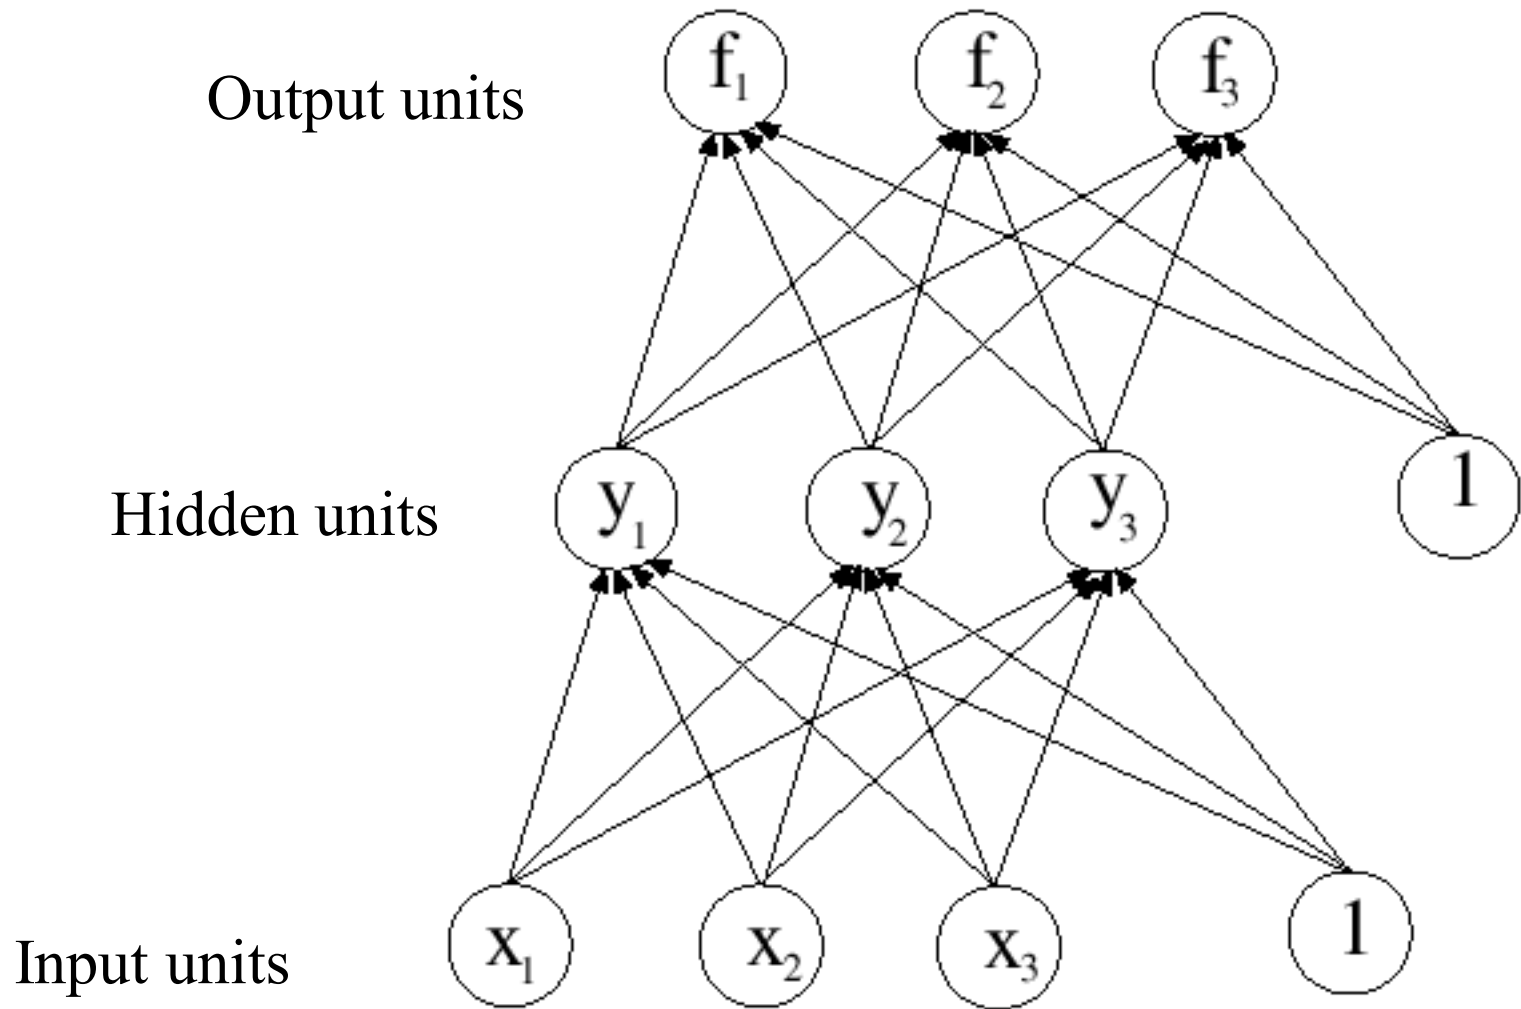 Output units f₁ f₂ f₃
Hidden units y₁ y₂ y₃ 1
Input units x₁ x₂ x₃ 1